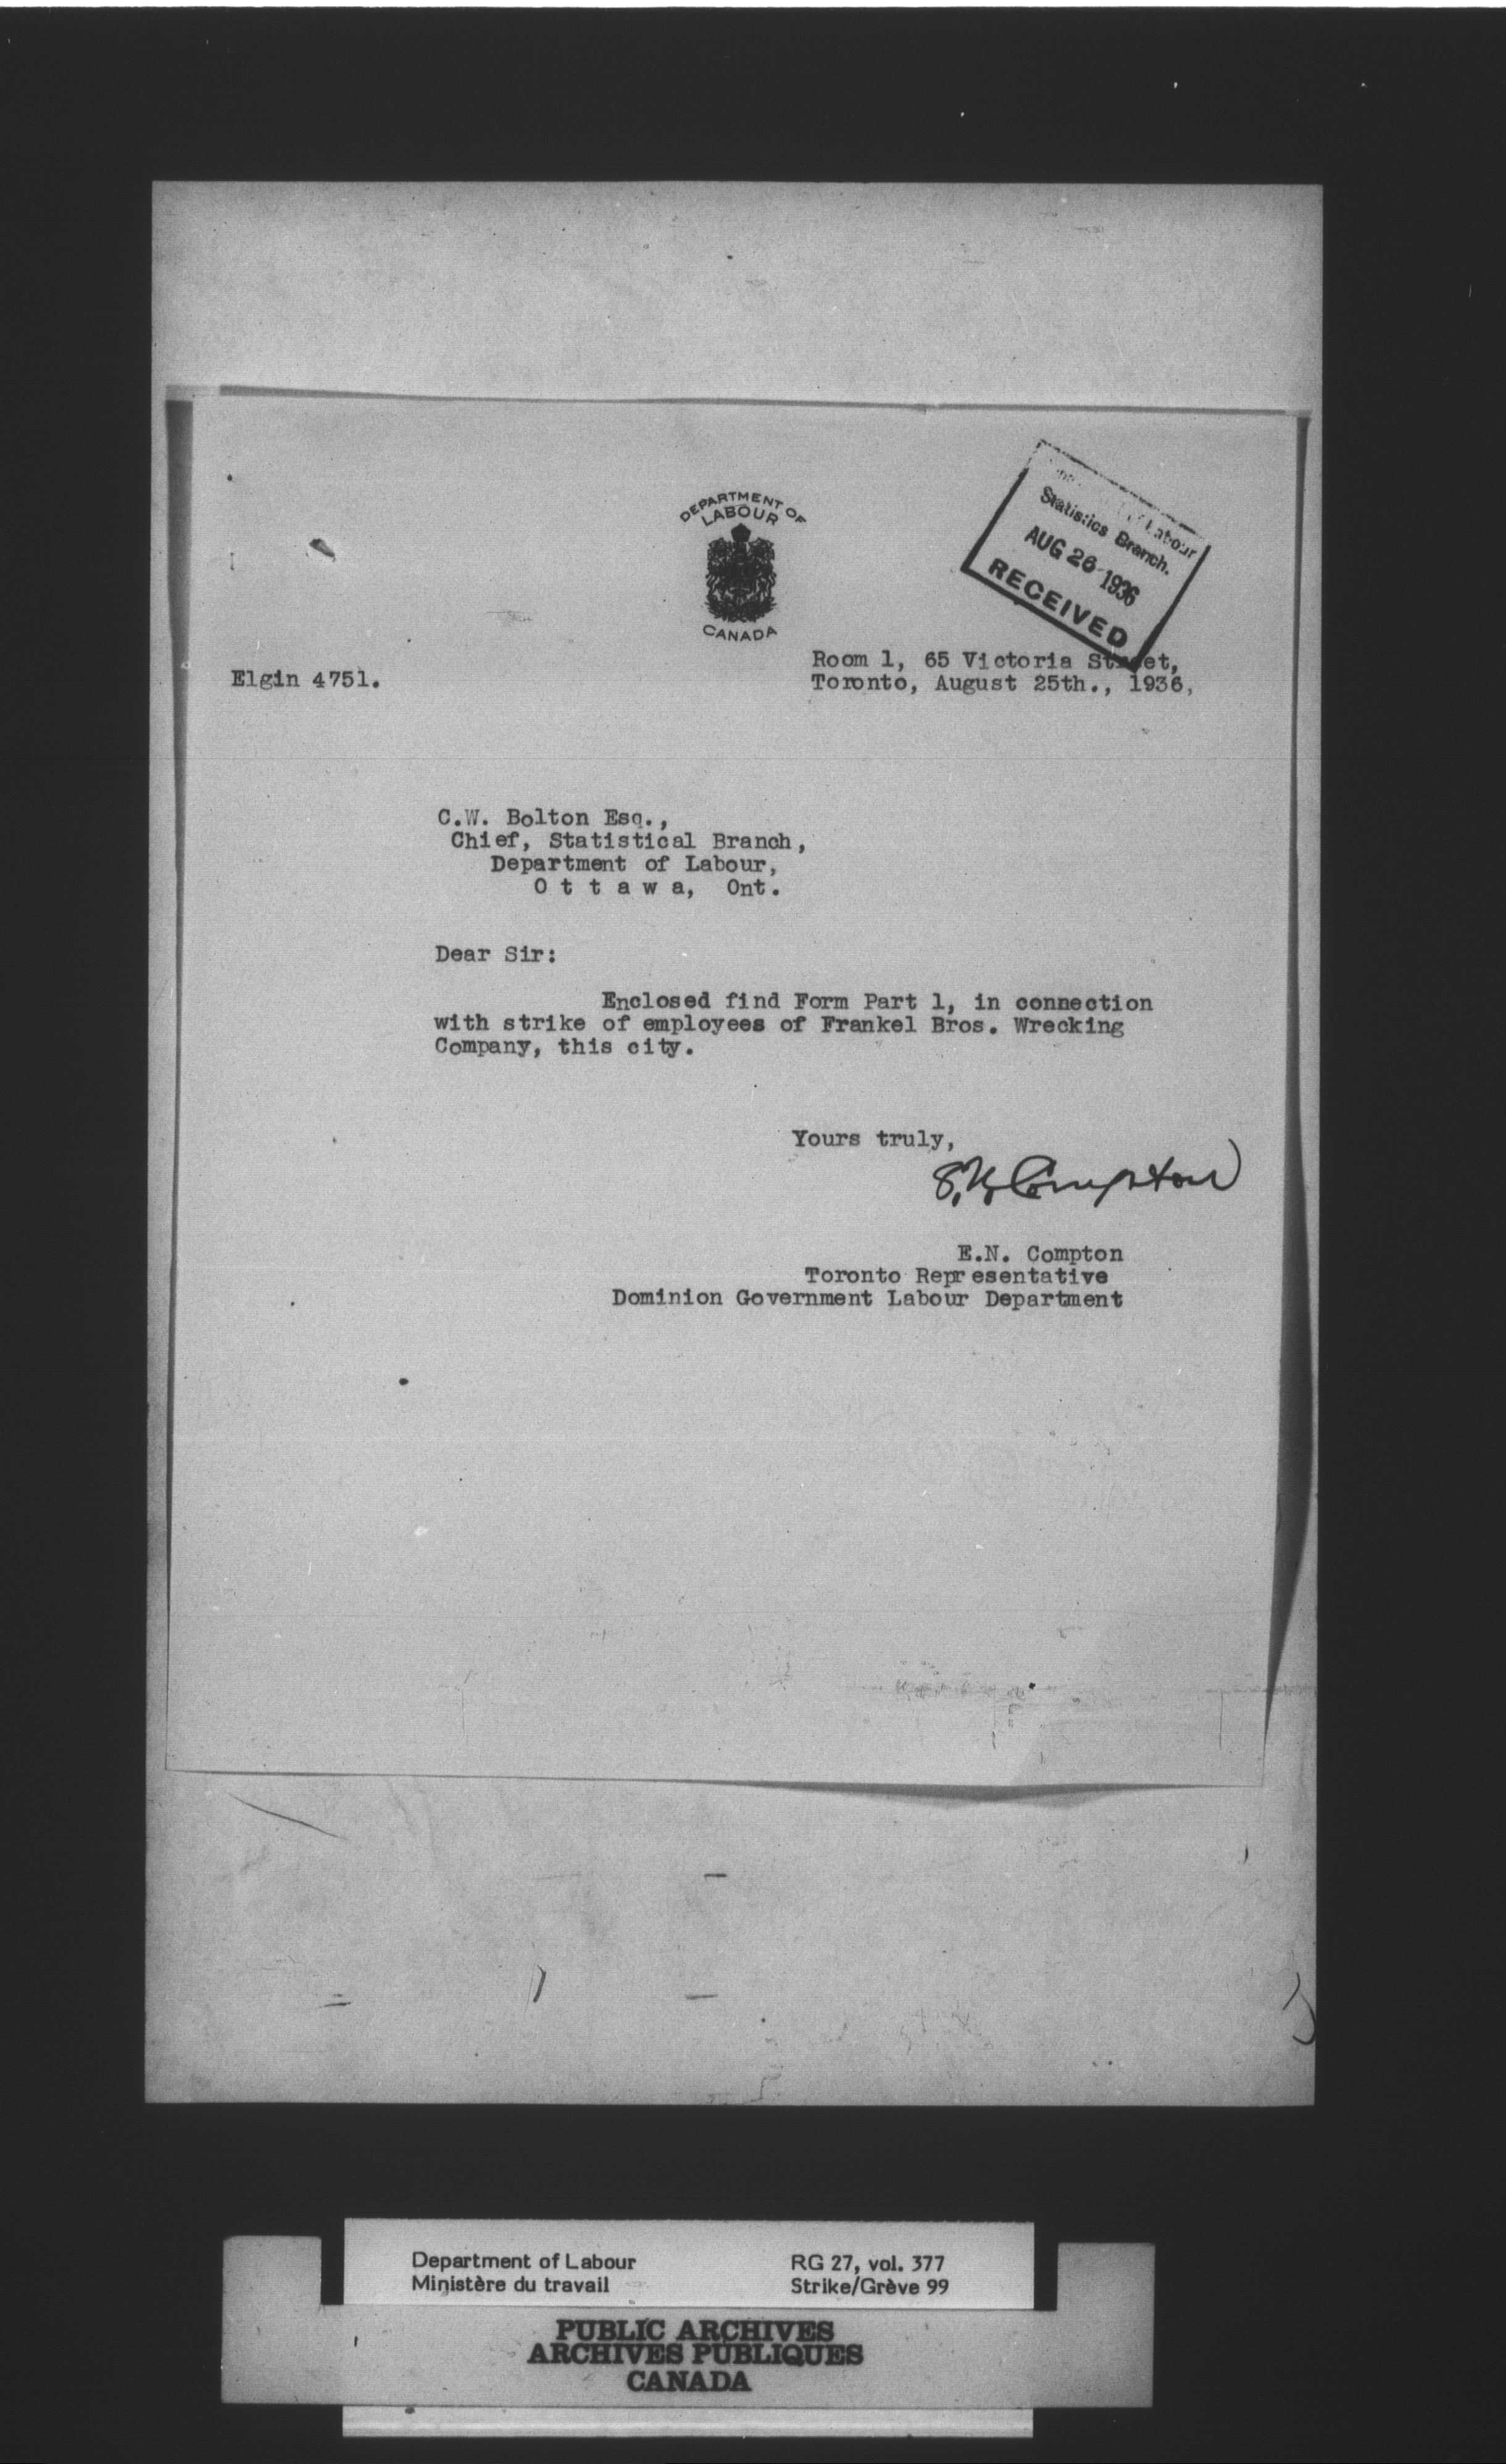 DEPARTMENT OF
LABOUR
CANADA
Labour
Statistics Branch.
AUG 26 1936
RECEIVED
Elgin 4751.
Room 1, 65 Victoria Street,
Toronto, August 25th., 1936,
C.W. Bolton Esq.,
Chief, Statistical Branch,
Department of Labour,
O t t a w a, Ont.
Dear Sir:
Enclosed find Form Part 1, in connection
with strike of employees of Frankel Bros. Wrecking
Company, this city.
Yours truly,
E.N. Compton
E.N. Compton
Toronto Representative
Dominion Government Labour Department
Department of Labour
Ministère du travail
RG 27, vol. 377
Strike/Grève 99
PUBLIC ARCHIVES
ARCHIVES PUBLIQUES
CANADA